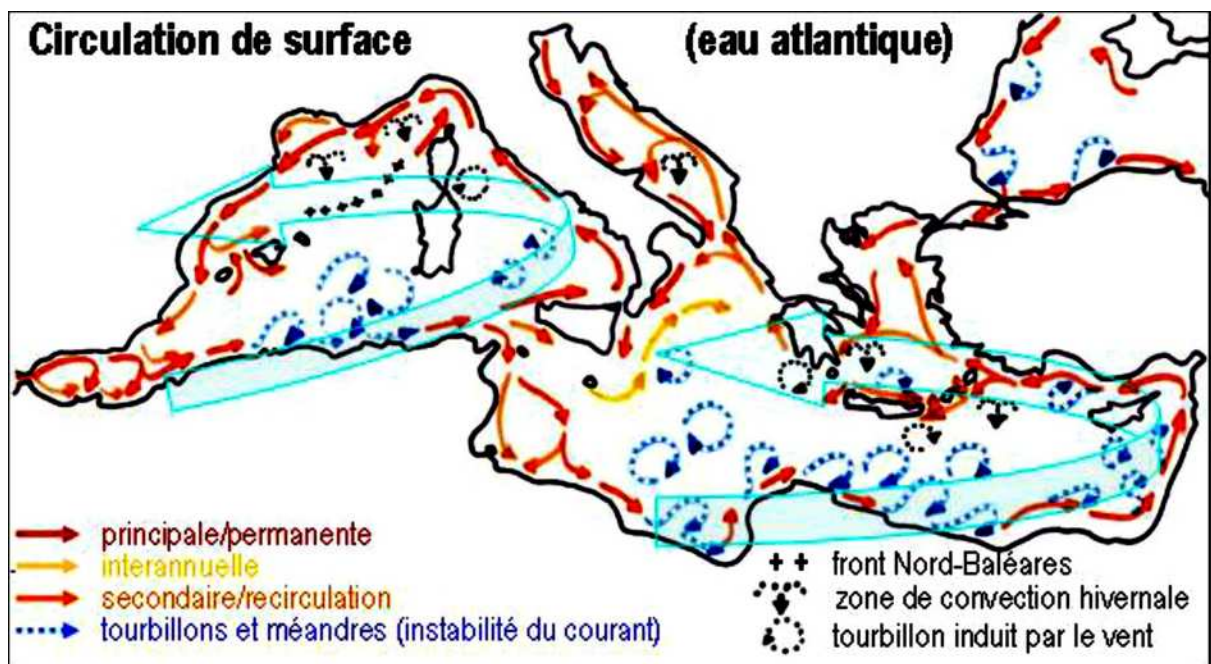 Circulation de surface (eau atlantique)
principale/permanente
interannuelle
secondaire/recirculation
tourbillons et méandres (instabilité du courant)
front Nord-Baléares
zone de convection hivernale
tourbillon induit par le vent